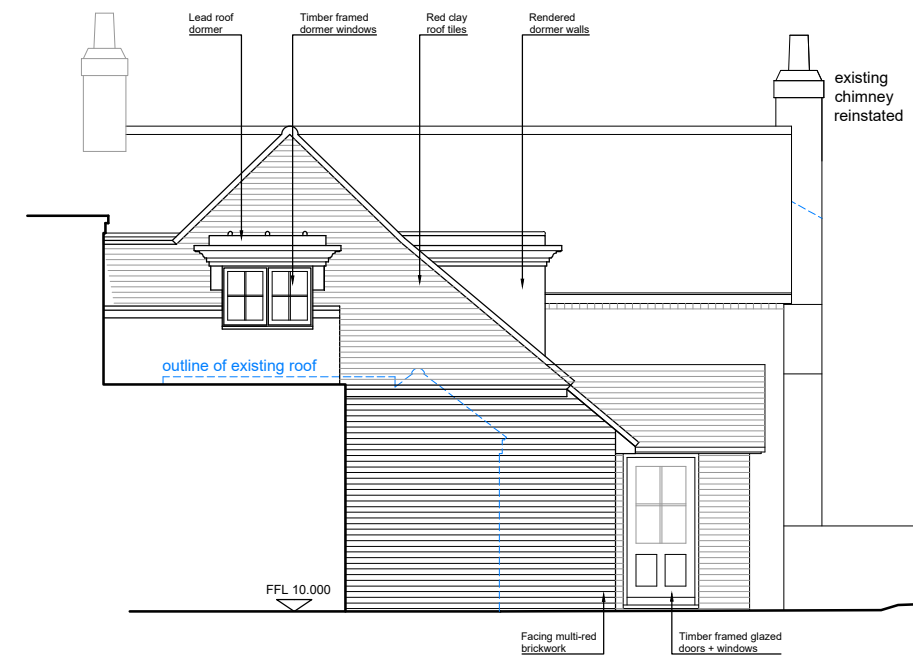 Lead roof
dormer
Timber framed
dormer windows
Red clay
roof tiles
Rendered
dormer walls
existing
chimney
reinstated
outline of existing roof
FFL 10.000
Facing multi-red
brickwork
Timber framed glazed
doors + windows